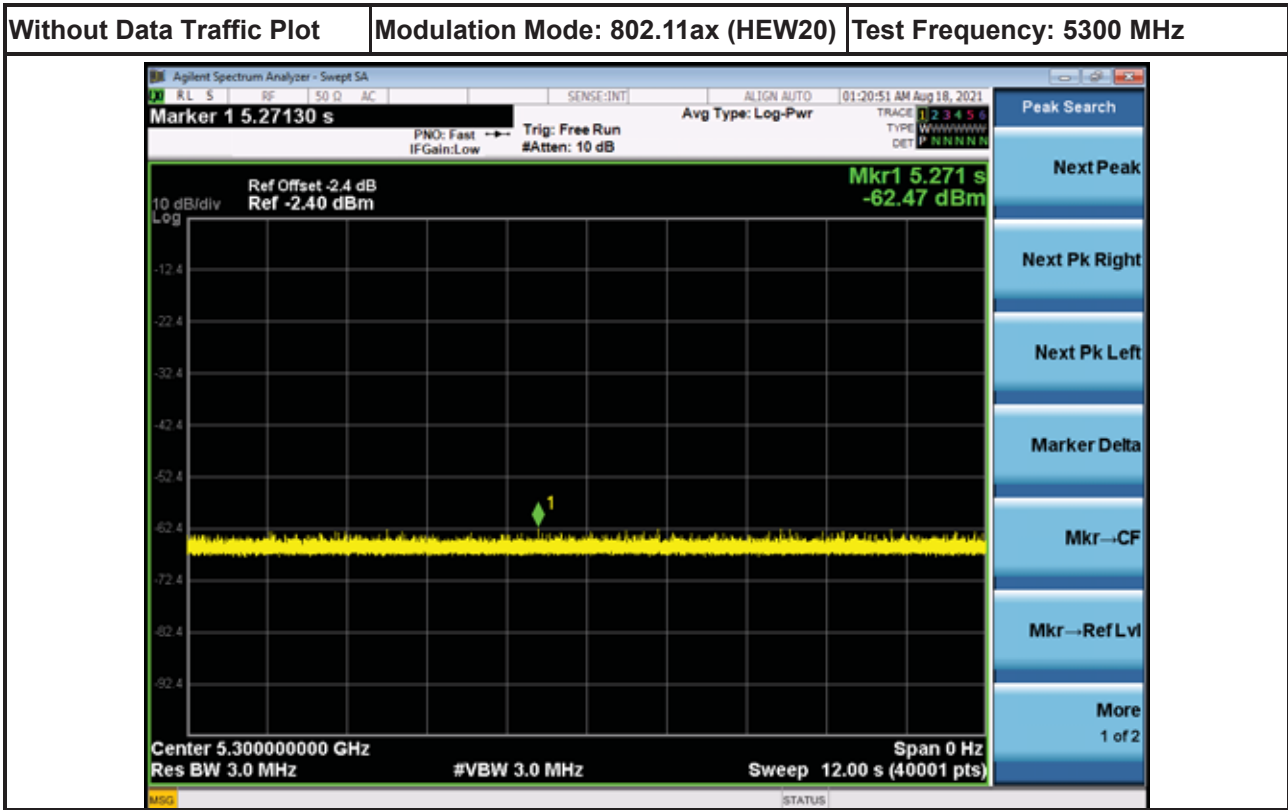 Without Data Traffic Plot Modulation Mode: 802.11ax (HEW20) Test Frequency: 5300 MHz
Agilent Spectrum Analyzer - Swept SA
RL S RF 50 Ω AC SENSE:INT ALIGN AUTO 01:20:51 AM Aug 18, 2021
Marker 1 5.27130 s
Avg Type: Log-Pwr
TRACE 1 2 3 4 5 6
PNO: Fast Trig: Free Run
TYPE WWWWWWW
IFGain:Low #Atten: 10 dB
DET P N N N N N
Peak Search
Ref Offset -2.4 dB
Mkr1 5.271 s
10 dB/div Ref -2.40 dBm
-62.47 dBm
Log
Next Peak
-12.4
Next Pk Right
-22.4
-32.4
Next Pk Left
-42.4
Marker Delta
-52.4
1
-62.4
Mkr→CF
-72.4
-82.4
Mkr→Ref Lvl
-92.4
More
1 of 2
Center 5.300000000 GHz Span 0 Hz
Res BW 3.0 MHz #VBW 3.0 MHz Sweep 12.00 s (40001 pts)
MSG STATUS